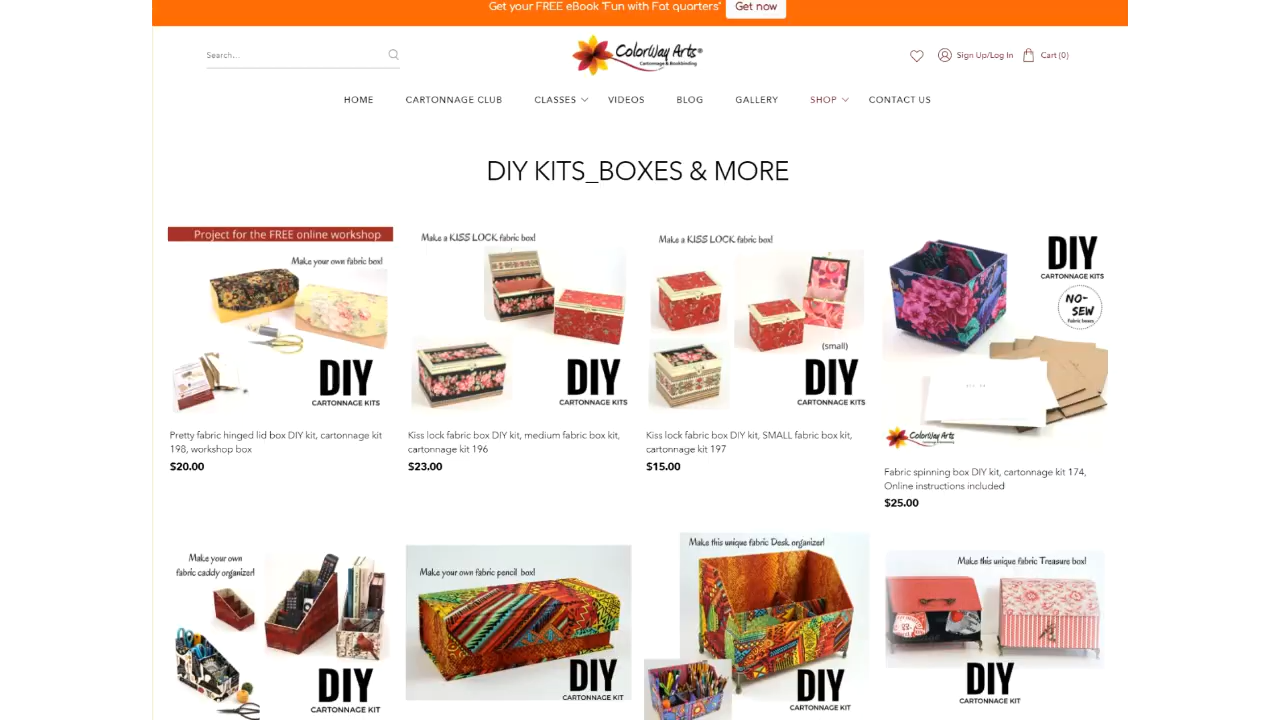 Get your FREE eBook "Fun with Fat quarters"
Get now
Search...
ColorWay Arts®
Cartonnage & Bookbinding
Sign Up/Log In
Cart (0)
HOME
CARTONNAGE CLUB
CLASSES
VIDEOS
BLOG
GALLERY
SHOP
CONTACT US
DIY KITS_BOXES & MORE
Project for the FREE online workshop
Make your own fabric box!
DIY
CARTONNAGE KITS
Pretty fabric hinged lid box DIY kit, cartonnage kit
198, workshop box
$20.00
Make a KISS LOCK fabric box!
DIY
CARTONNAGE KITS
Kiss lock fabric box DIY kit, medium fabric box kit,
cartonnage kit 196
$23.00
Make a KISS LOCK fabric box!
(small)
DIY
CARTONNAGE KITS
Kiss lock fabric box DIY kit, SMALL fabric box kit,
cartonnage kit 197
$15.00
DIY
CARTONNAGE KITS
NO-
SEW
Fabric boxes
ColorWay Arts
Fabric spinning box DIY kit, cartonnage kit 174,
Online instructions included
$25.00
Make your own
fabric caddy organizer!
DIY
CARTONNAGE KIT
Make your own fabric pencil box!
DIY
CARTONNAGE KIT
Make this unique fabric Desk organizer!
DIY
CARTONNAGE KIT
Make this unique fabric Treasure box!
DIY
CARTONNAGE KIT